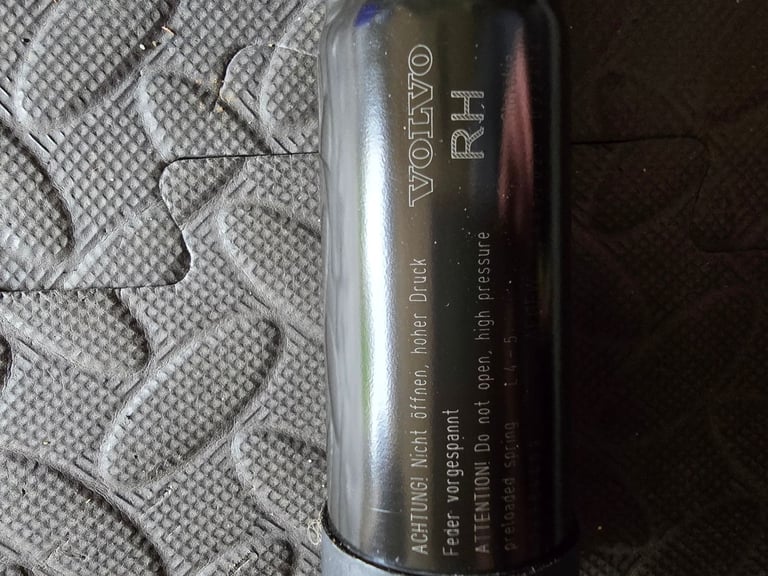 VOLVO
RH
ACHTUNG! Nicht öffnen, hoher Druck
Feder vorgespannt
ATTENTION! Do not open, high pressure
preloaded spring